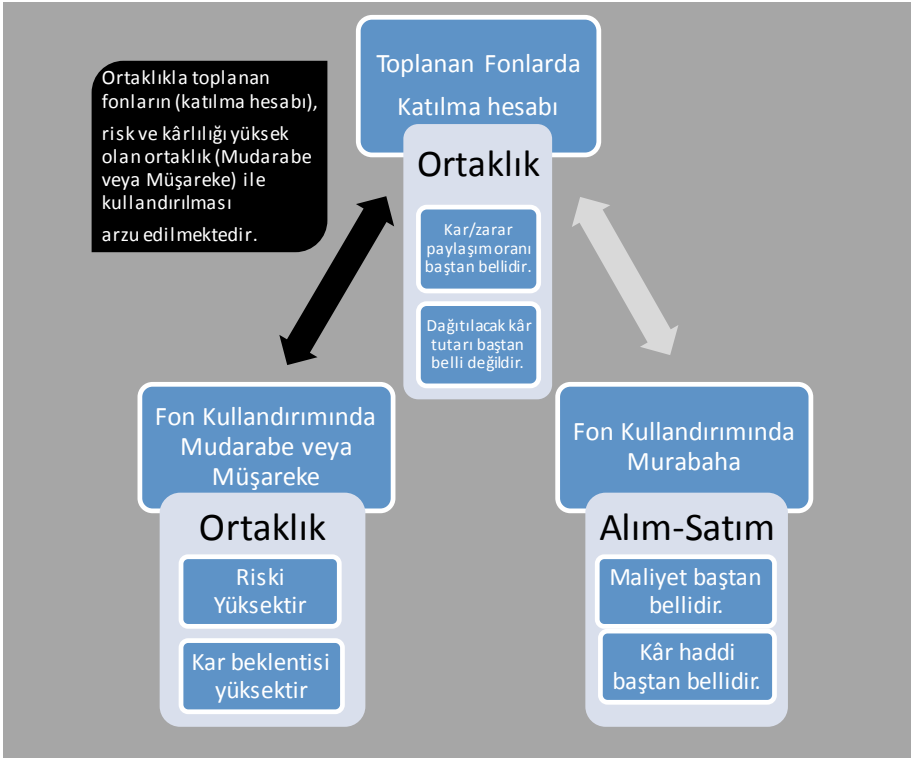 Toplanan Fonlarda
Katılma hesabı
Ortaklıkla toplanan
fonların (katılma hesabı),
risk ve kârlılığı yüksek
olan ortaklık (Mudarabe
veya Müşareke) ile
kullandırılması
arzu edilmektedir.
Ortaklık
Kar/zarar
paylaşım oranı
baştan bellidir.
Dağıtılacak kâr
tutarı baştan
belli değildir.
Fon Kullandırımında
Mudarabe veya
Müşareke
Ortaklık
Riski
Yüksektir
Kar beklentisi
yüksektir
Fon Kullandırımında
Murabaha
Alım-Satım
Maliyet baştan
bellidir.
Kâr haddi
baştan bellidir.